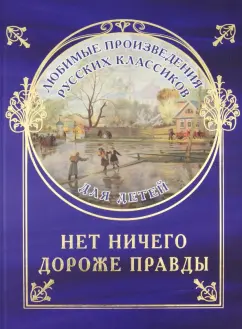 ЛЮБИМЫЕ ПРОИЗВЕДЕНИЯ
РУССКИХ КЛАССИКОВ
ДЛЯ ДЕТЕЙ
НЕТ НИЧЕГО
ДОРОЖЕ ПРАВДЫ